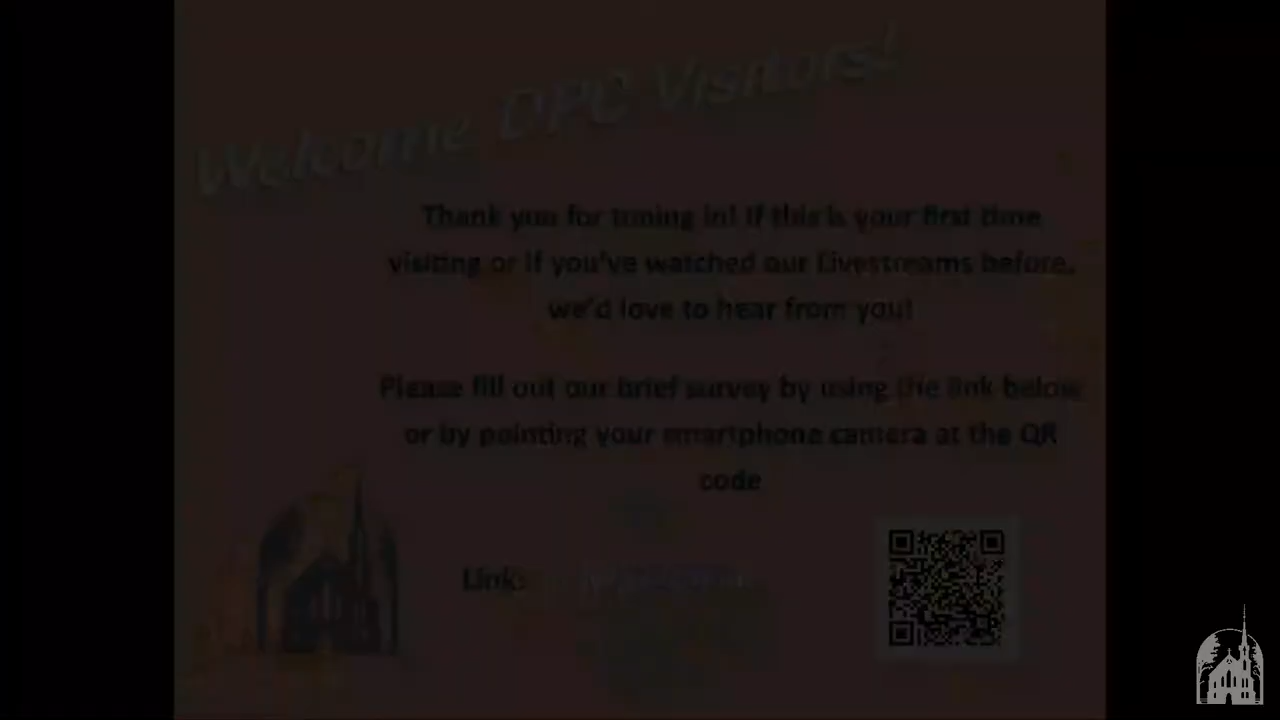 Welcome DPC Visitors!
Thank you for tuning in! If this is your first time
visiting or if you've watched our Livestreams before,
we'd love to hear from you!
Please fill out our brief survey by using the link below
or by pointing your smartphone camera at the QR
code
Link: